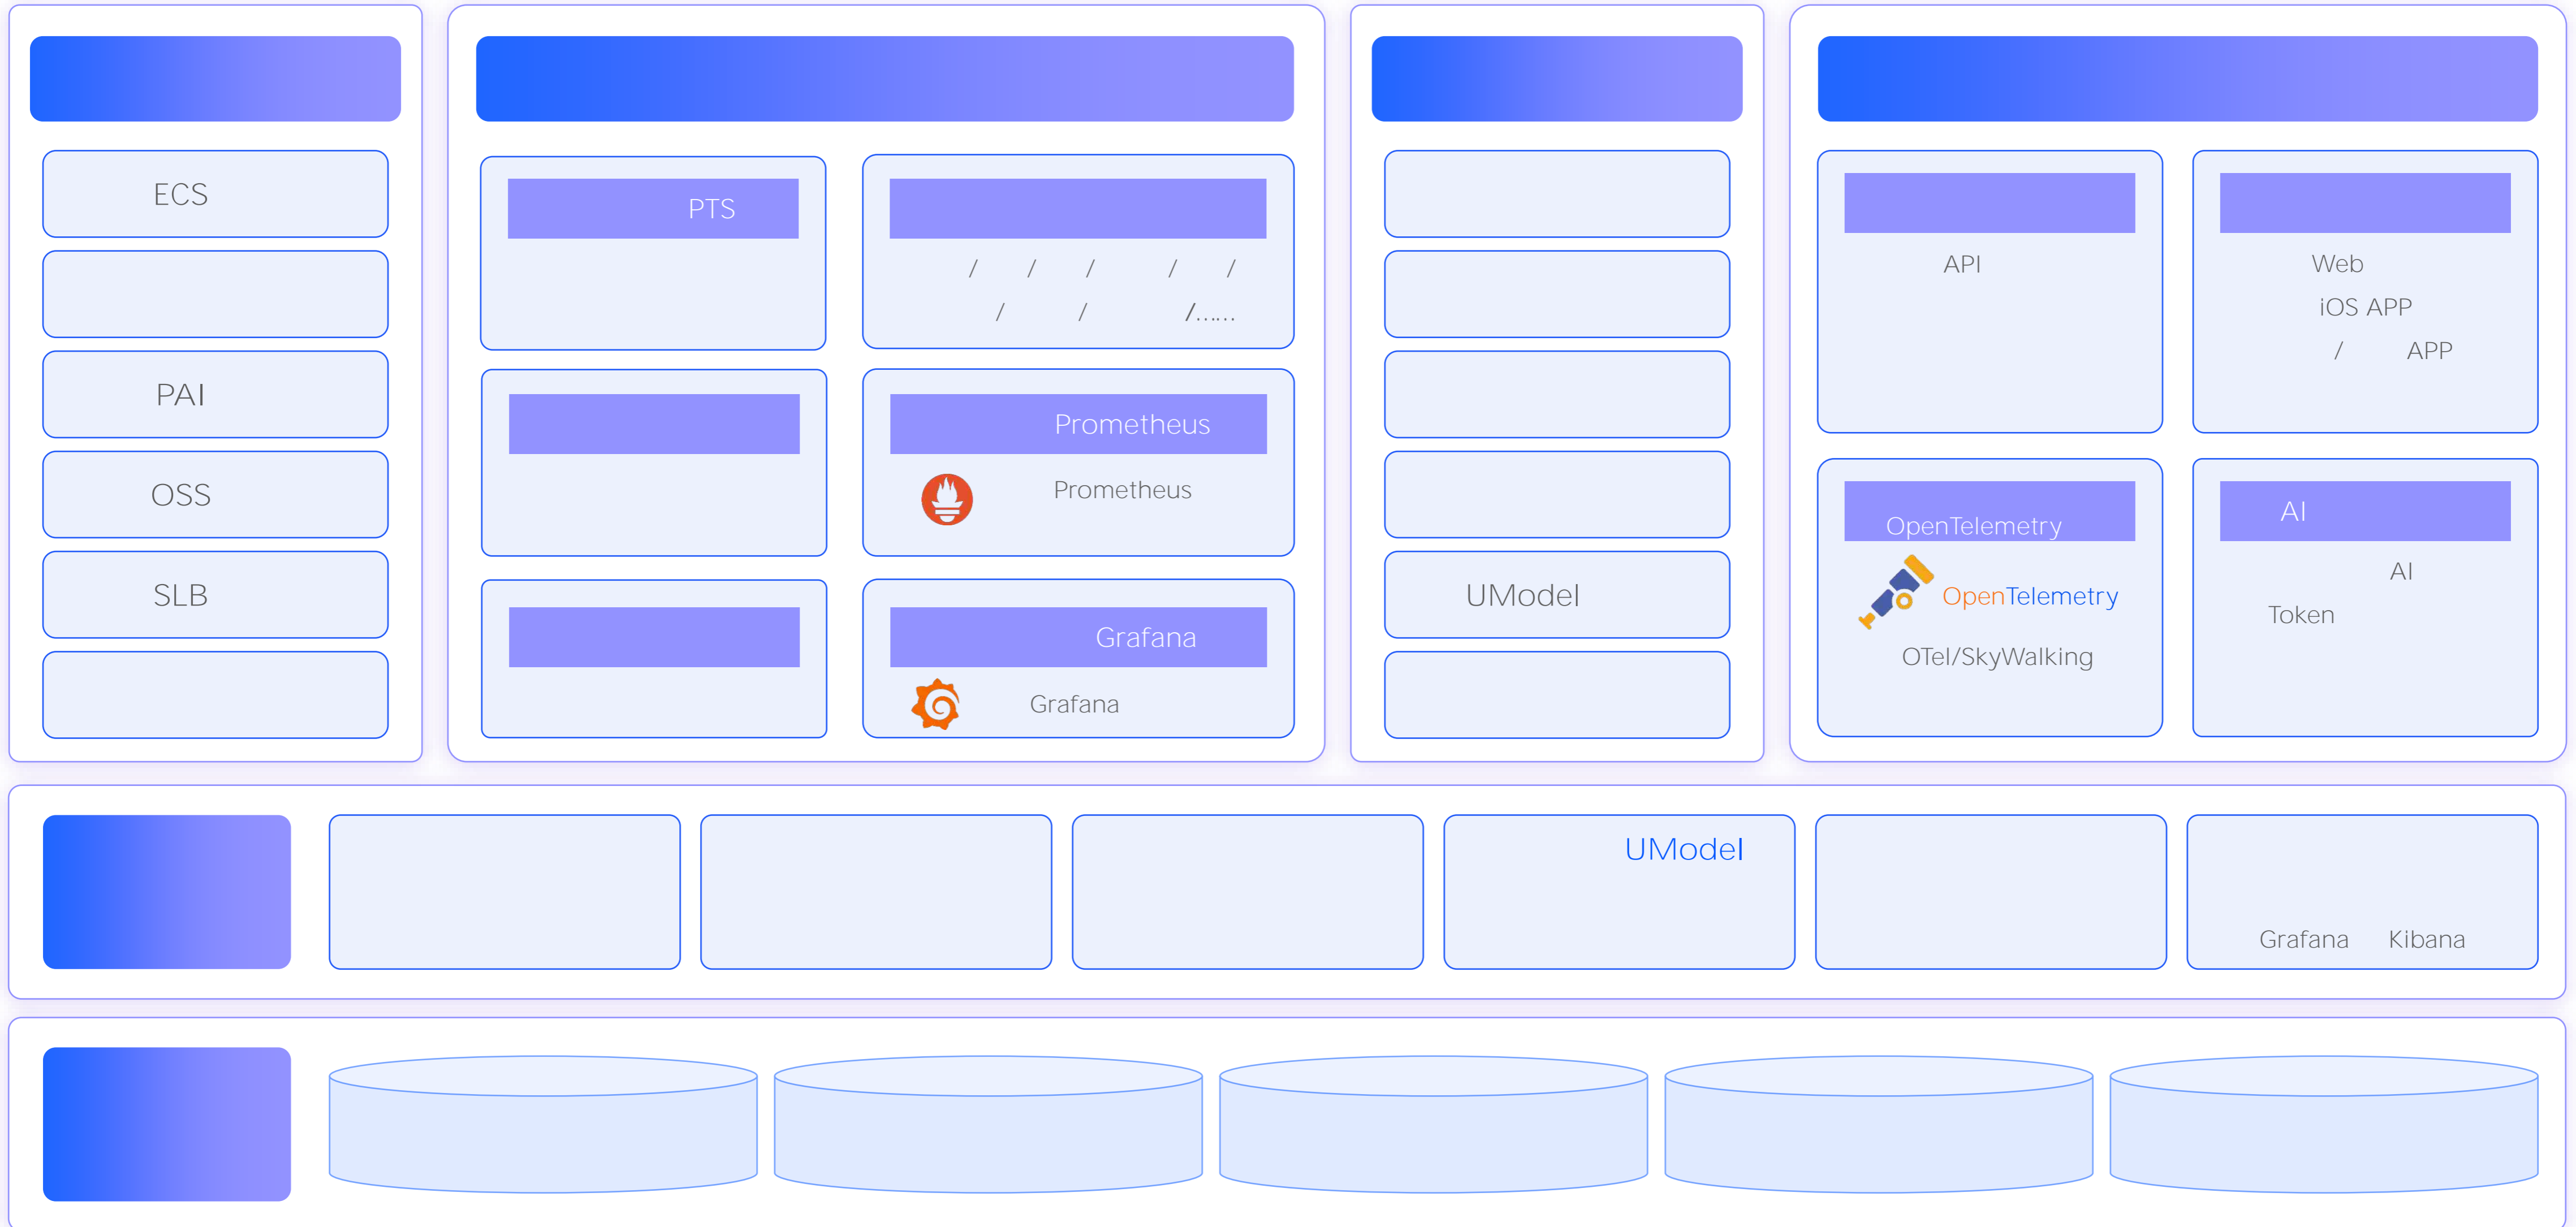 ECS
PAI
OSS
SLB
PTS
/ / / / /
/ / /……
Prometheus
Prometheus
Grafana
Grafana
UModel
API
Web
iOS APP
/ APP
OpenTelemetry
OpenTelemetry
OTel/SkyWalking
AI
AI
Token
UModel
Grafana Kibana